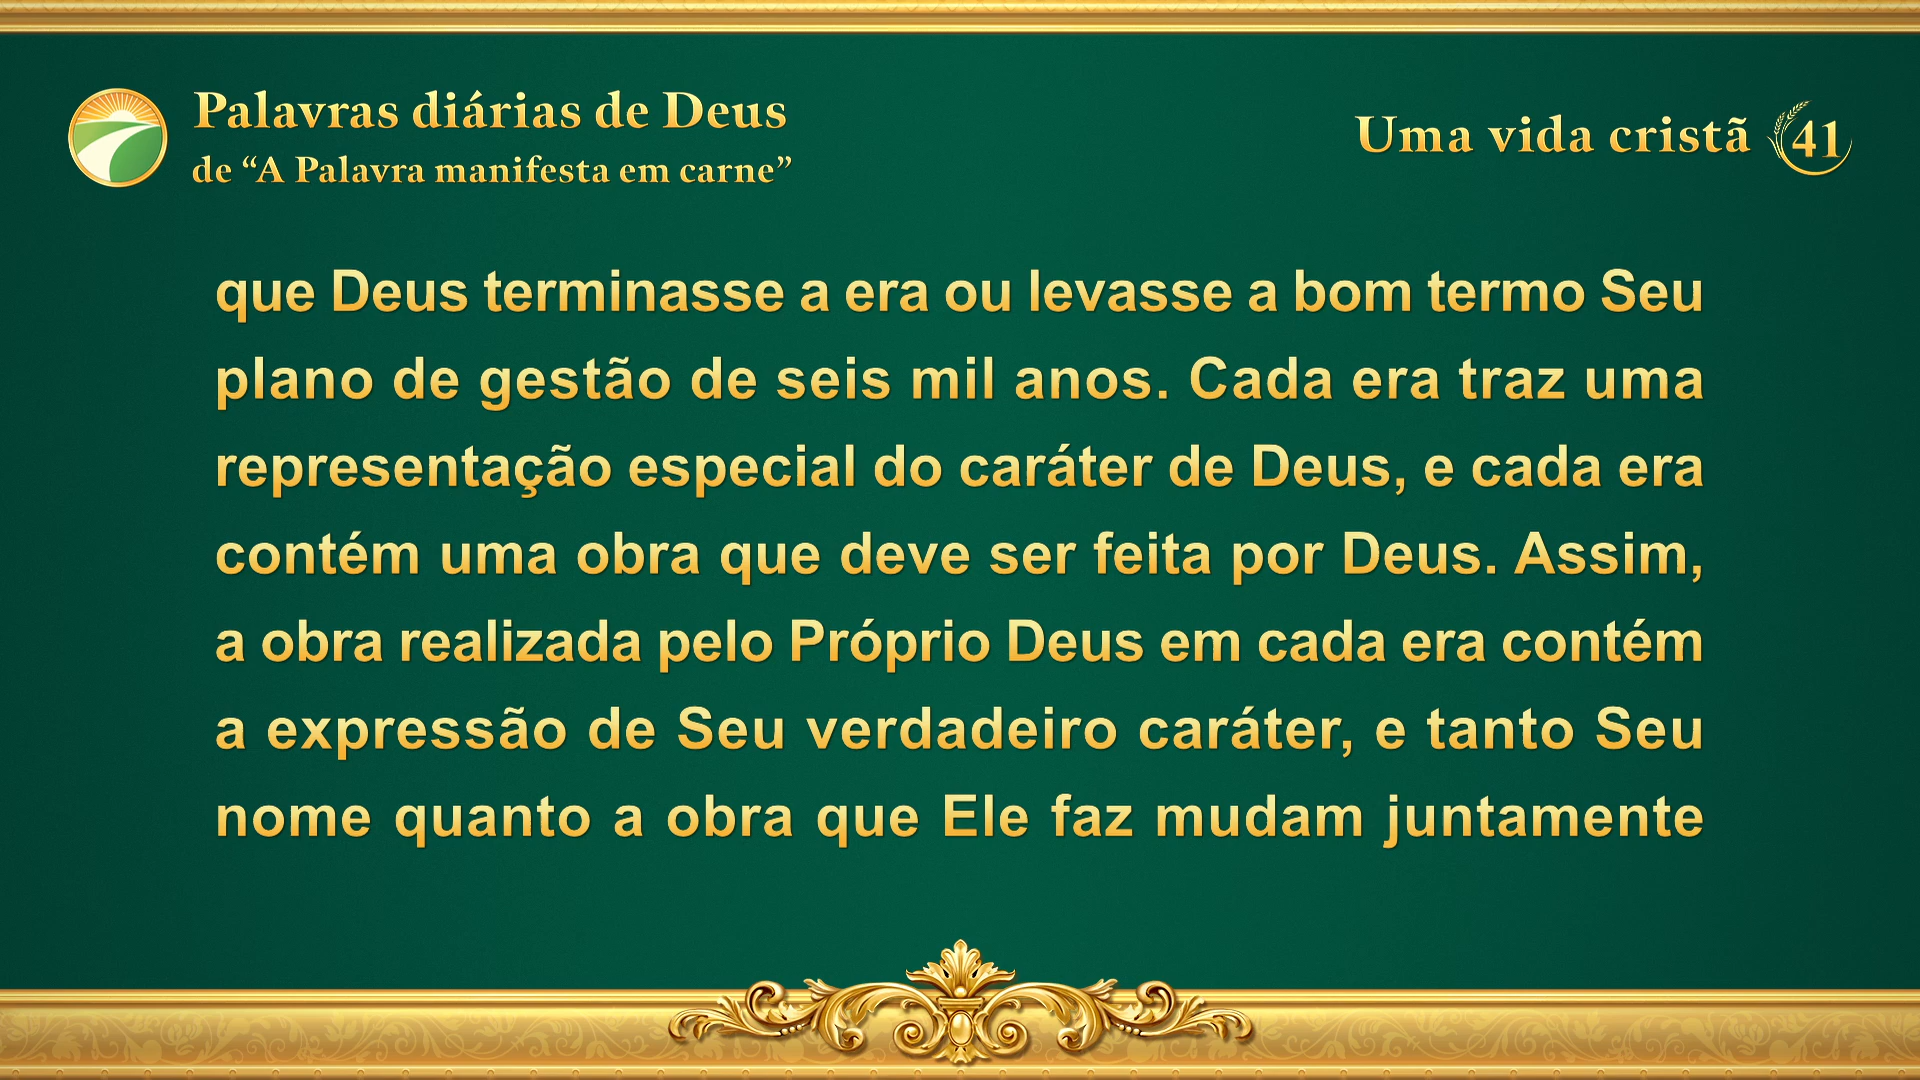 Palavras diárias de Deus
de “A Palavra manifesta em carne”
Uma vida cristã 41
que Deus terminasse a era ou levasse a bom termo Seu
plano de gestão de seis mil anos. Cada era traz uma
representação especial do caráter de Deus, e cada era
contém uma obra que deve ser feita por Deus. Assim,
a obra realizada pelo Próprio Deus em cada era contém
a expressão de Seu verdadeiro caráter, e tanto Seu
nome quanto a obra que Ele faz mudam juntamente